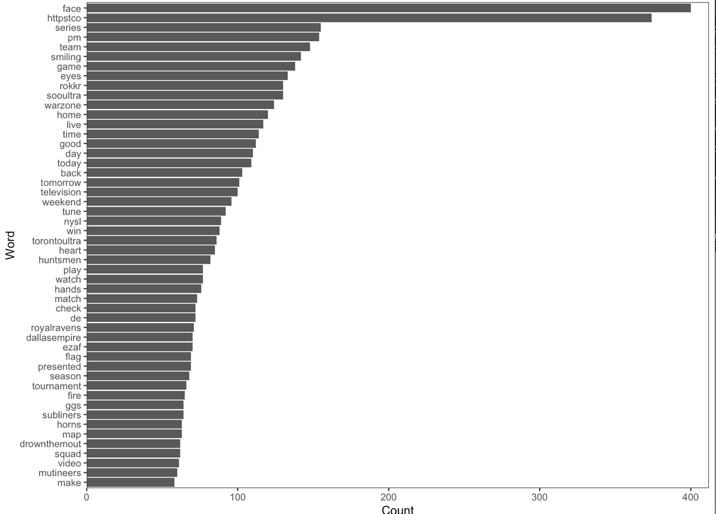 face
httpstco
series
pm
team
smiling
game
eyes
rokkr
sooultra
warzone
home
live
time
good
day
today
back
tomorrow
television
weekend
tune
nysl
win
torontoultra
heart
huntsmen
play
watch
hands
match
check
de
royalravens
dallasempire
ezaf
flag
presented
season
tournament
fire
ggs
subliners
horns
map
drownthemout
squad
video
mutineers
make
Word
0 100 200 300 400
Count